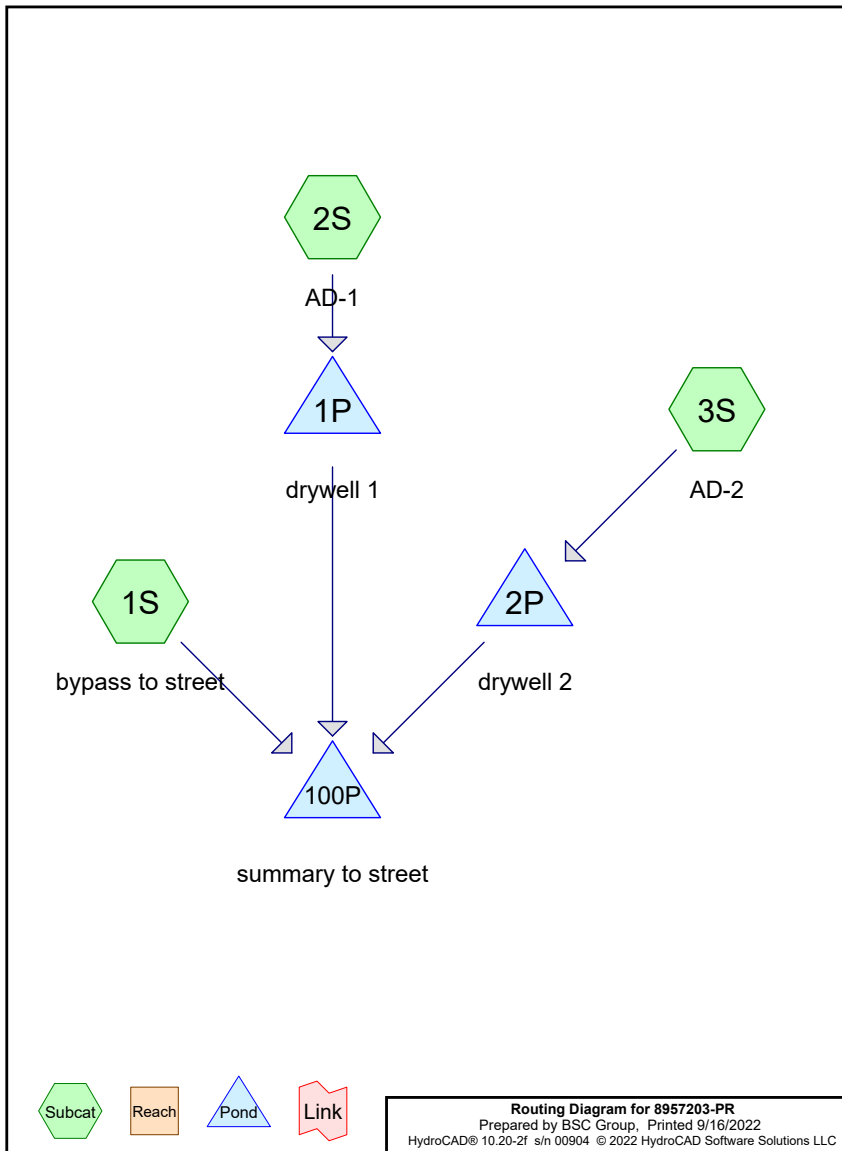 2S
AD-1
1P
drywell 1
3S
AD-2
1S
bypass to street
2P
drywell 2
100P
summary to street
Subcat
Reach
Pond
Link
Routing Diagram for 8957203-PR
Prepared by BSC Group, Printed 9/16/2022
HydroCAD® 10.20-2f s/n 00904 © 2022 HydroCAD Software Solutions LLC